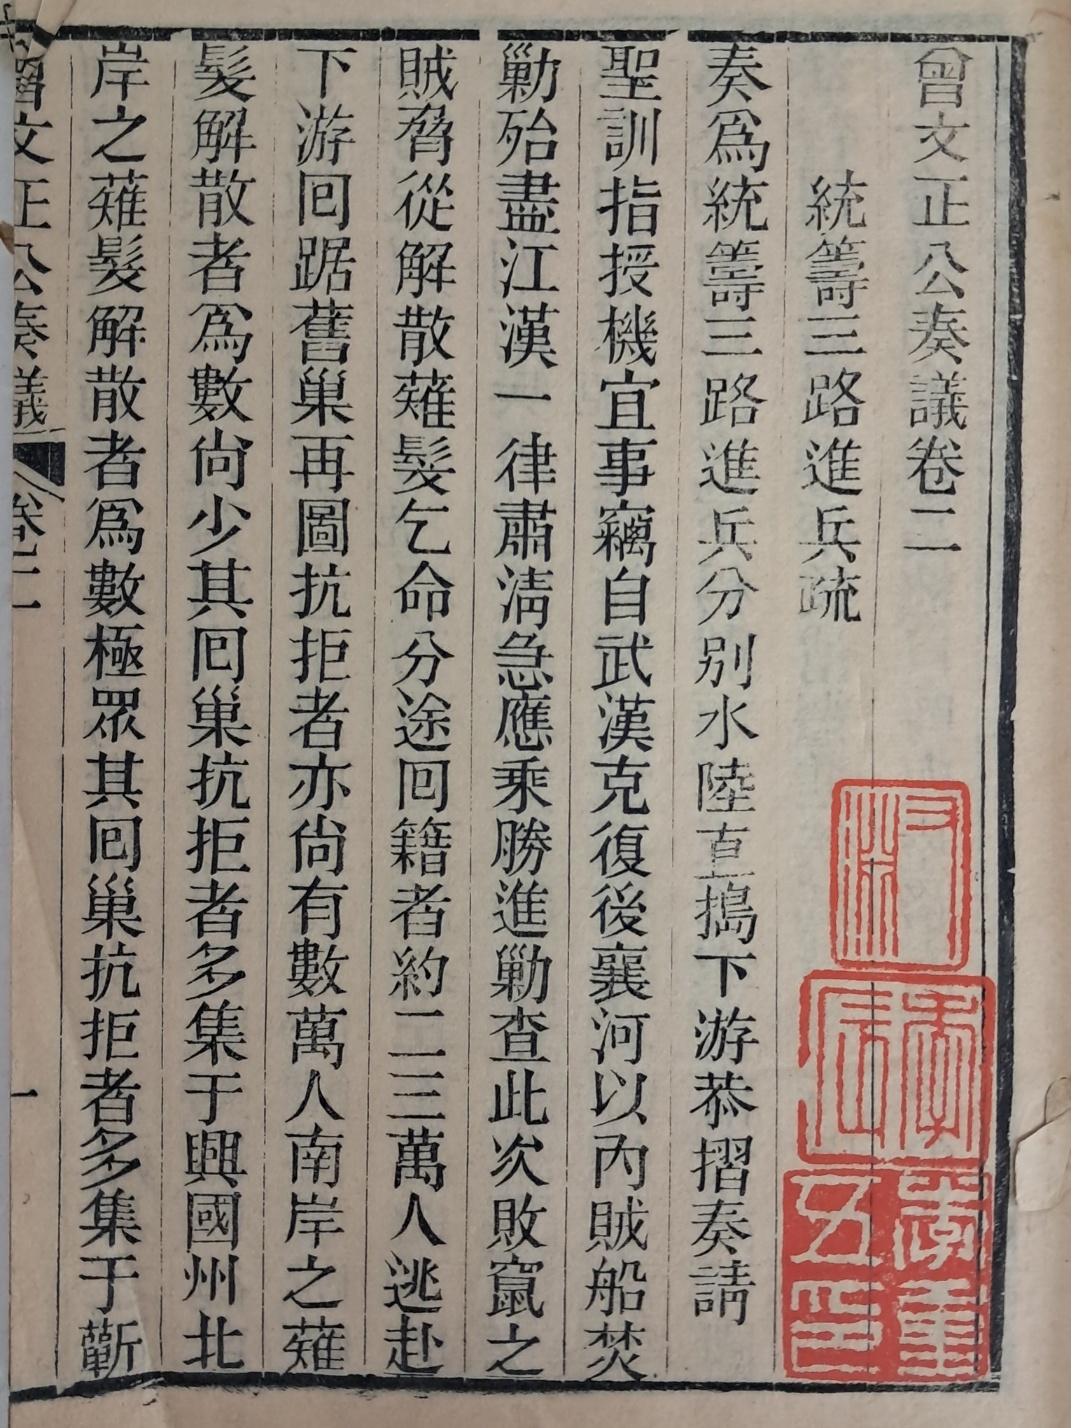 曾文正公奏議卷二
統籌三路進兵疏
奏爲統籌三路進兵分別水陸直搗下游恭摺奏請
聖訓指授機宜事竊自武漢克復後襄河以內賊船焚
勦殆盡江漢一律肅淸急應乘勝進勦查此次敗竄之
賊脅從解散薙髮乞命分途回籍者約二三萬人逃赴
下游回踞舊巢再圖抗拒者亦尙有數萬人南岸之薙
髮解散者爲數尙少其回巢抗拒者多集于興國州北
岸之薙髮解散者爲數極眾其回巢抗拒者多集于蘄
曾文正公奏議 卷二 一